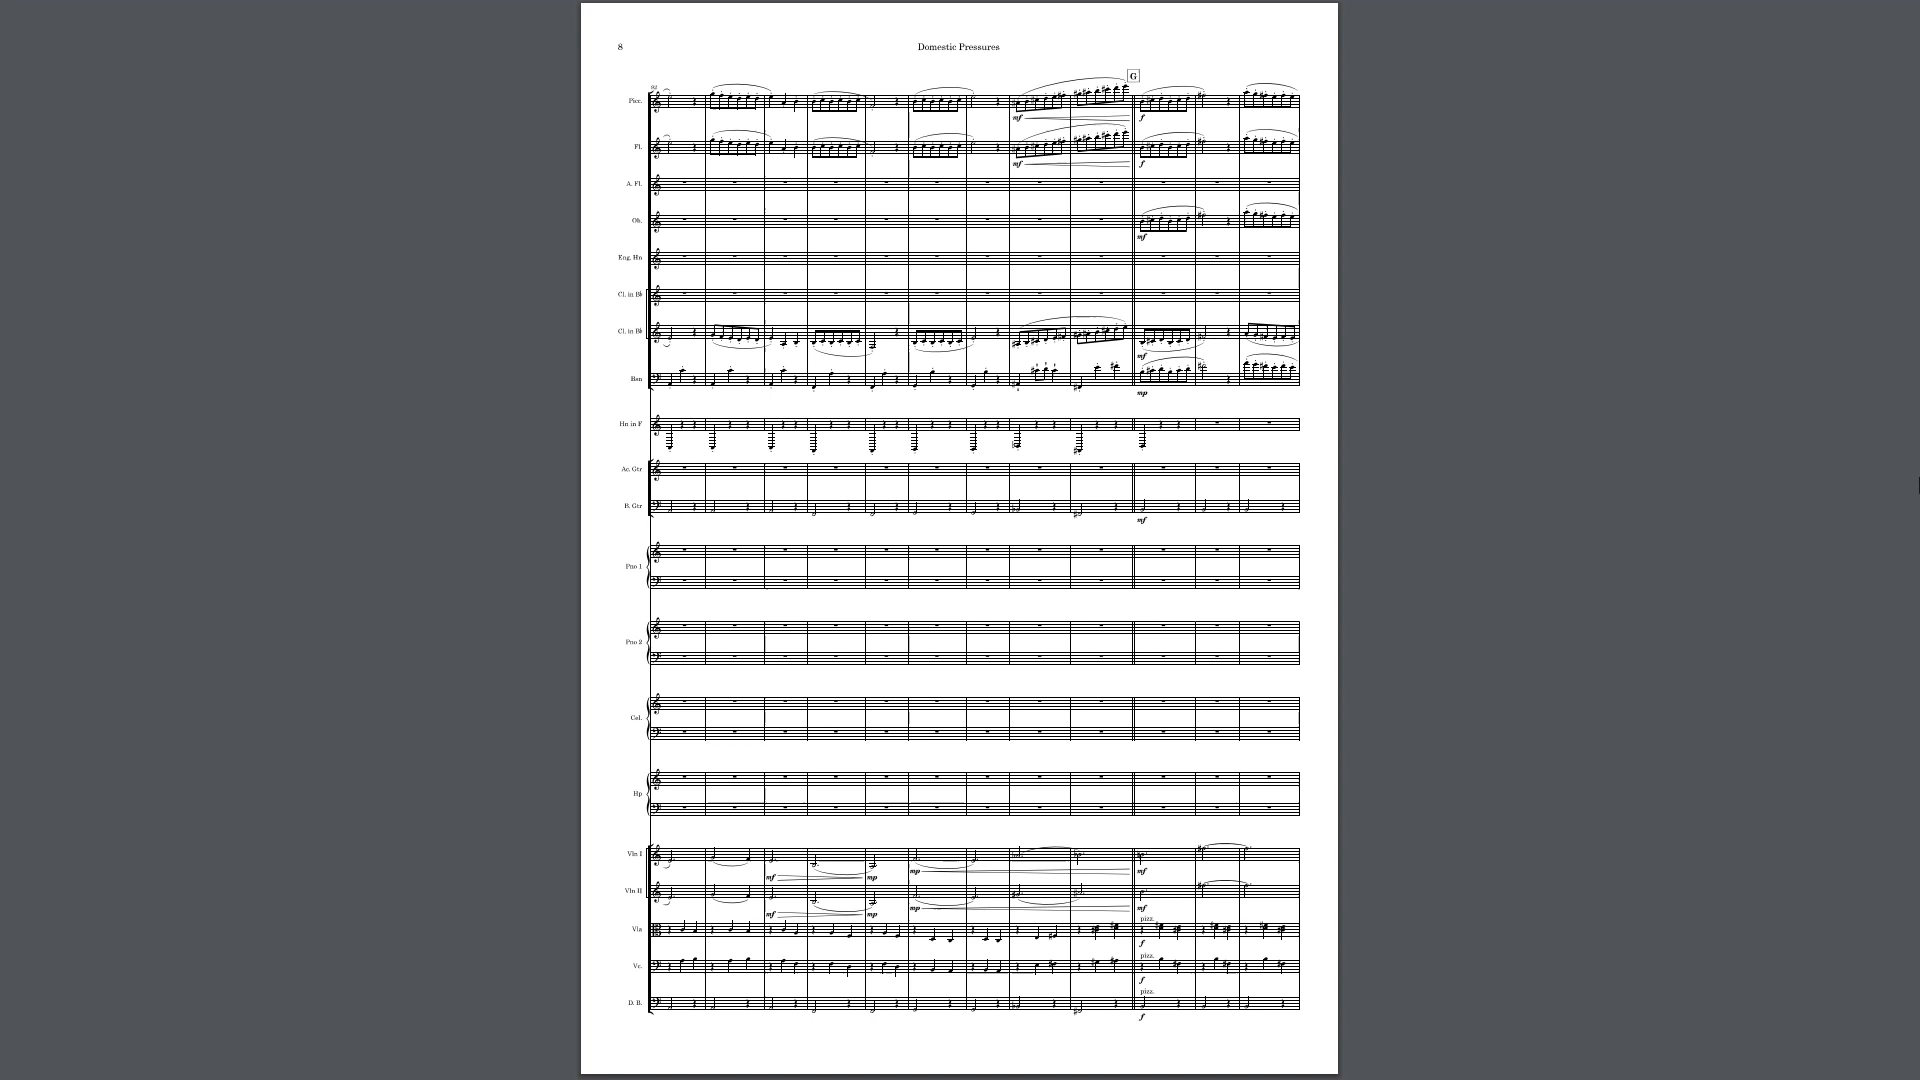 8
Domestic Pressures
G
92
Picc.
mf
f
Fl.
mf
f
A. Fl.
Ob.
mf
Eng. Hn
Cl. in B♭
Cl. in B♭
mf
Bsn
mp
Hn in F
Ac. Gtr
B. Gtr
mf
Pno 1
Pno 2
Cel.
Hp
Vln I
mf mp mp mf
Vln II
mf mp mp mf
pizz.
Vla
f
pizz.
Vc.
f
pizz.
D. B.
f